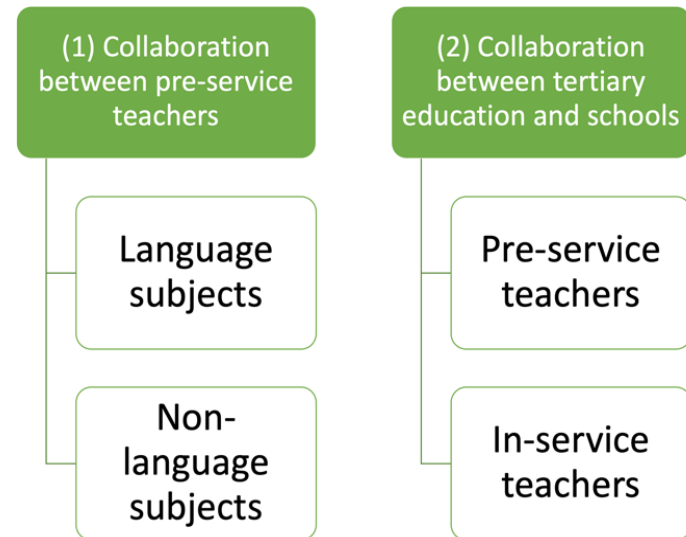 (1) Collaboration
between pre-service
teachers
Language
subjects
Non-
language
subjects
(2) Collaboration
between tertiary
education and schools
Pre-service
teachers
In-service
teachers